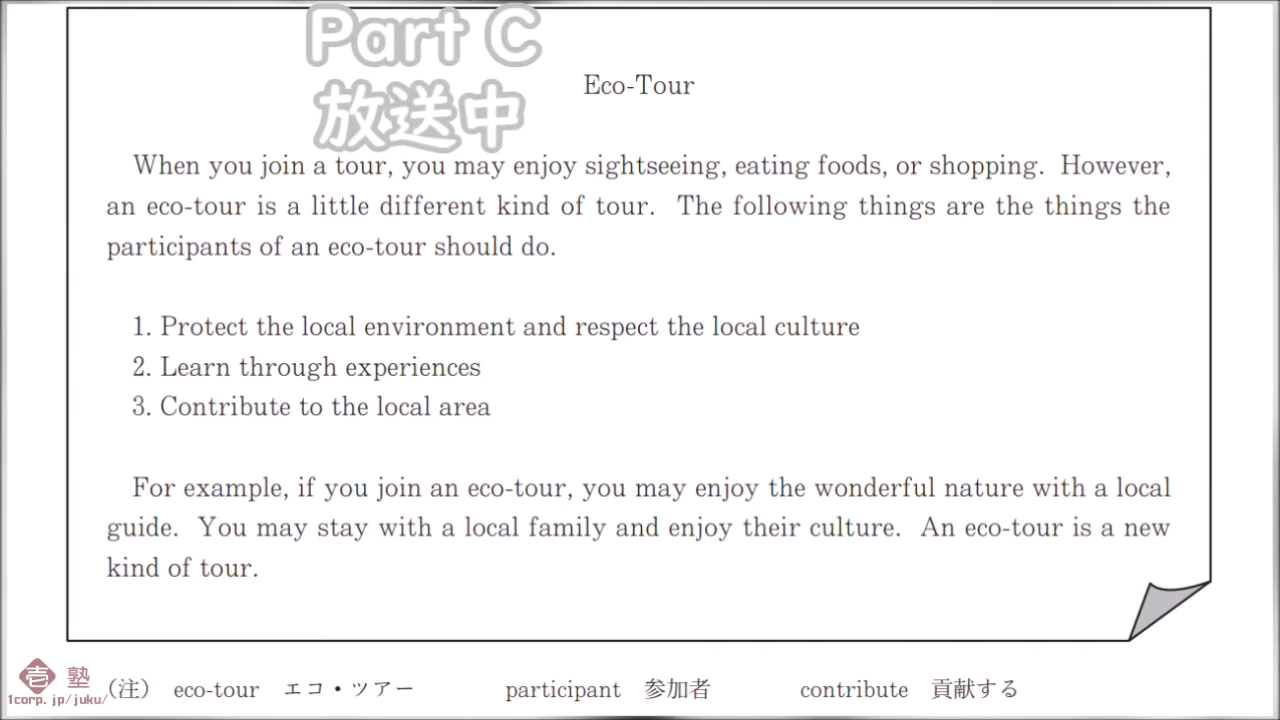 Part C
放送中
Eco-Tour
When you join a tour, you may enjoy sightseeing, eating foods, or shopping. However,
an eco-tour is a little different kind of tour. The following things are the things the
participants of an eco-tour should do.
1. Protect the local environment and respect the local culture
2. Learn through experiences
3. Contribute to the local area
For example, if you join an eco-tour, you may enjoy the wonderful nature with a local
guide. You may stay with a local family and enjoy their culture. An eco-tour is a new
kind of tour.
壱塾
1corp.jp/juku/
(注) eco-tour エコ・ツアー participant 参加者 contribute 貢献する